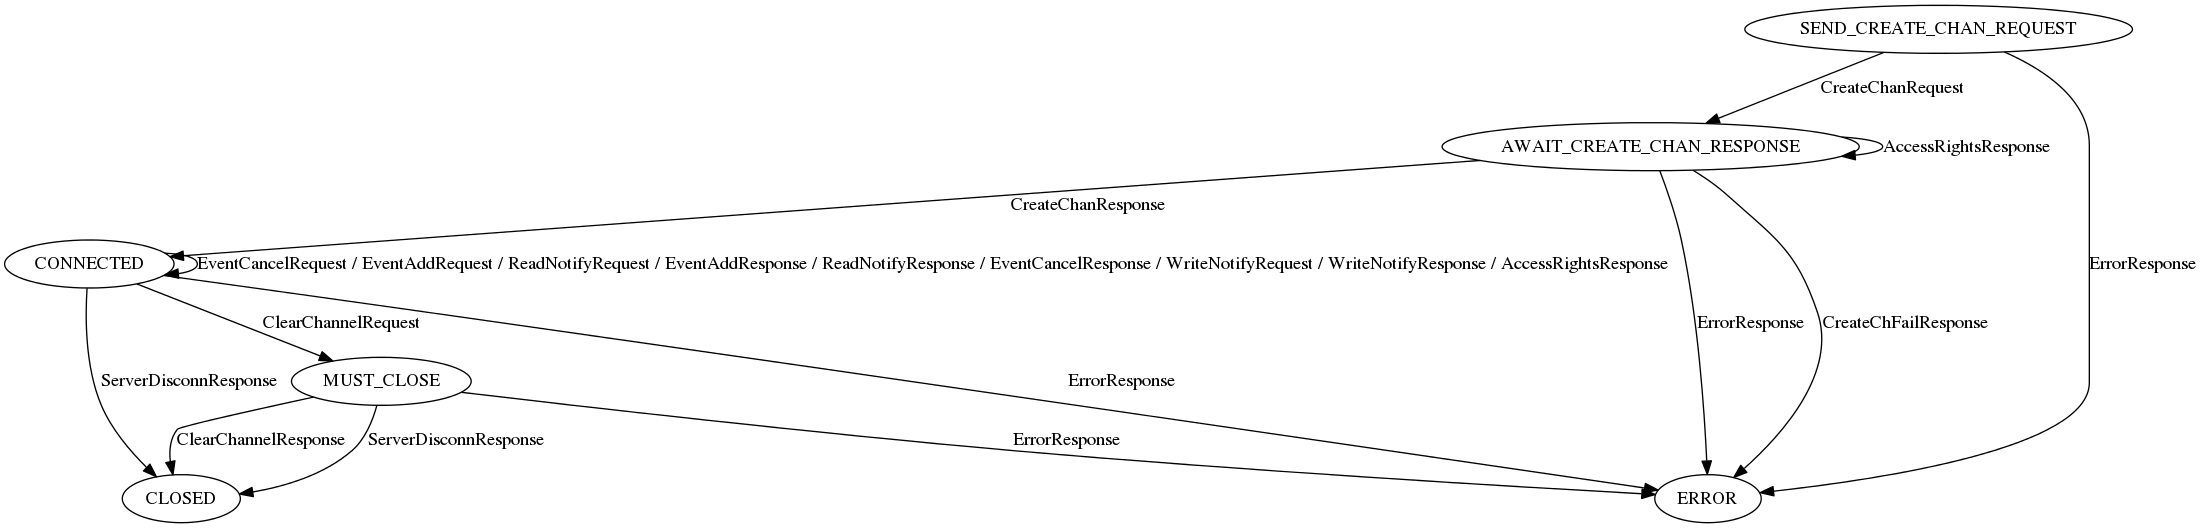 SEND_CREATE_CHAN_REQUEST
CreateChanRequest
AWAIT_CREATE_CHAN_RESPONSE
AccessRightsResponse
CreateChanResponse
CONNECTED
EventCancelRequest / EventAddRequest / ReadNotifyRequest / EventAddResponse / ReadNotifyResponse / EventCancelResponse / WriteNotifyRequest / WriteNotifyResponse / AccessRightsResponse
ErrorResponse
ClearChannelRequest
ErrorResponse
CreateChFailResponse
ServerDisconnResponse
MUST_CLOSE
ErrorResponse
ClearChannelResponse
ServerDisconnResponse
ErrorResponse
CLOSED
ERROR